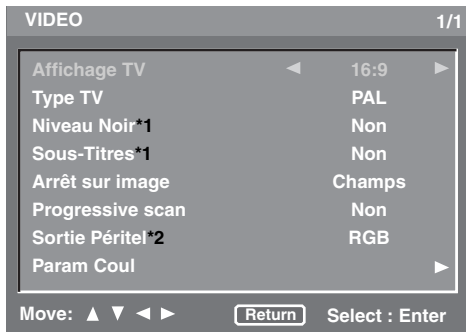 VIDEO 1/1
Affichage TV ◄ 16:9 ►
Type TV PAL
Niveau Noir*1 Non
Sous-Titres*1 Non
Arrêt sur image Champs
Progressive scan Non
Sortie Péritel*2 RGB
Param Coul ►
Move: ▲ ▼ ◄ ► Return Select : Enter